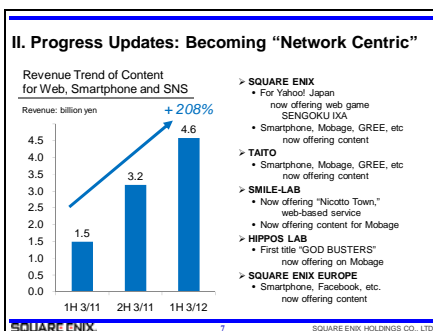 II. Progress Updates: Becoming “Network Centric”
Revenue Trend of Content
for Web, Smartphone and SNS
Revenue: billion yen
+208%
4.5
4.0
3.5
3.0
2.5
2.0
1.5
1.0
0.5
0.0
1.5
3.2
4.6
1H 3/11
2H 3/11
1H 3/12
➢ SQUARE ENIX
• For Yahoo! Japan
now offering web game
SENGOKU IXA
• Smartphone, Mobage, GREE, etc
now offering content
➢ TAITO
• Smartphone, Mobage, GREE, etc
now offering content
➢ SMILE-LAB
• Now offering “Nicotto Town,”
web-based service
• Now offering content for Mobage
➢ HIPPOS LAB
• First title “GOD BUSTERS”
now offering on Mobage
➢ SQUARE ENIX EUROPE
• Smartphone, Facebook, etc.
now offering content
SQUARE ENIX.
7
SQUARE ENIX HOLDINGS CO., LTD